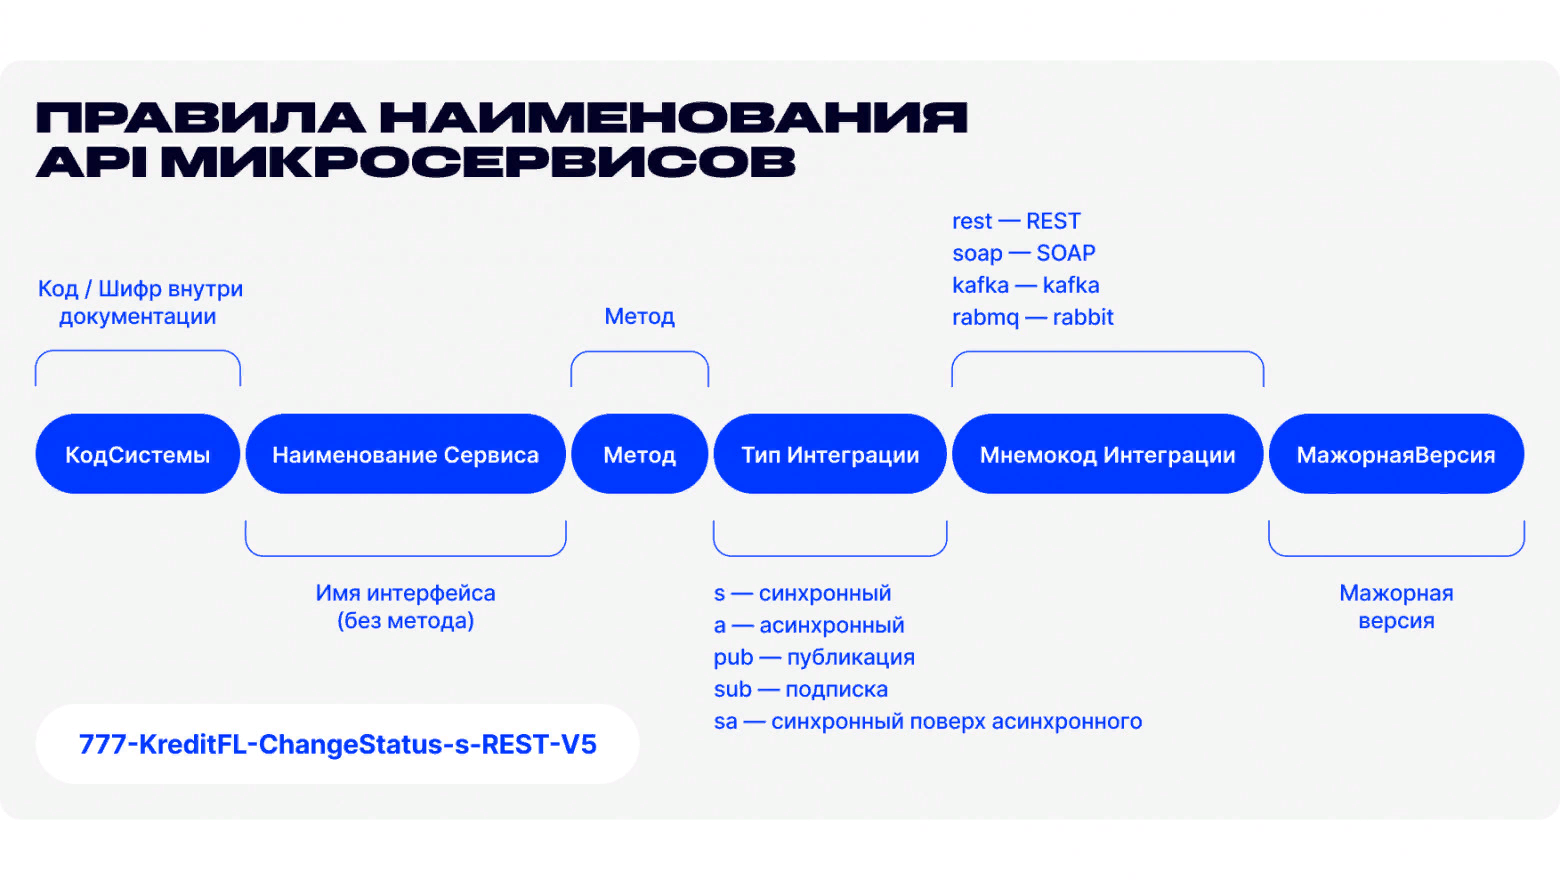 ПРАВИЛА НАИМЕНОВАНИЯ
API МИКРОСЕРВИСОВ
rest — REST
soap — SOAP
kafka — kafka
rabmq — rabbit
Код / Шифр внутри
документации
Метод
КодСистемы
Наименование Сервиса
Метод
Тип Интеграции
Мнемокод Интеграции
МажорнаяВерсия
Имя интерфейса
(без метода)
s — синхронный
a — асинхронный
pub — публикация
sub — подписка
sa — синхронный поверх асинхронного
Мажорная
версия
777-KreditFL-ChangeStatus-s-REST-V5